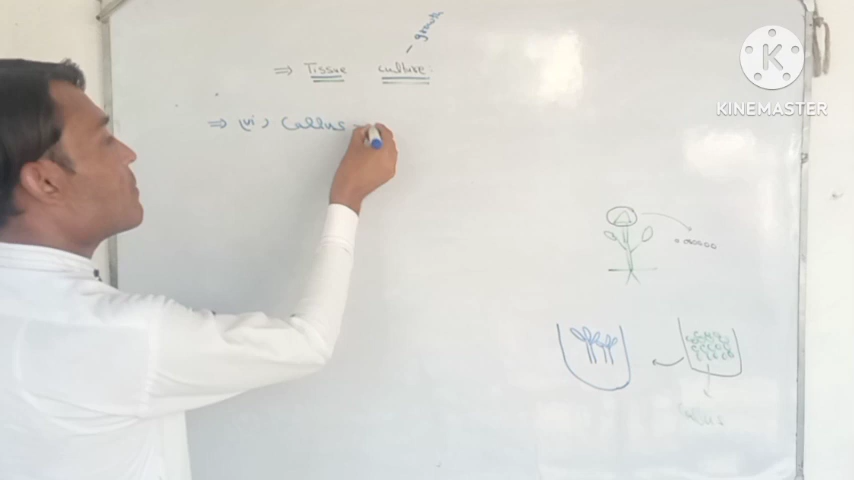 - growth
⇒ Tissue culture.
⇒ (vi) Callus -
callus
K
KINEMASTER